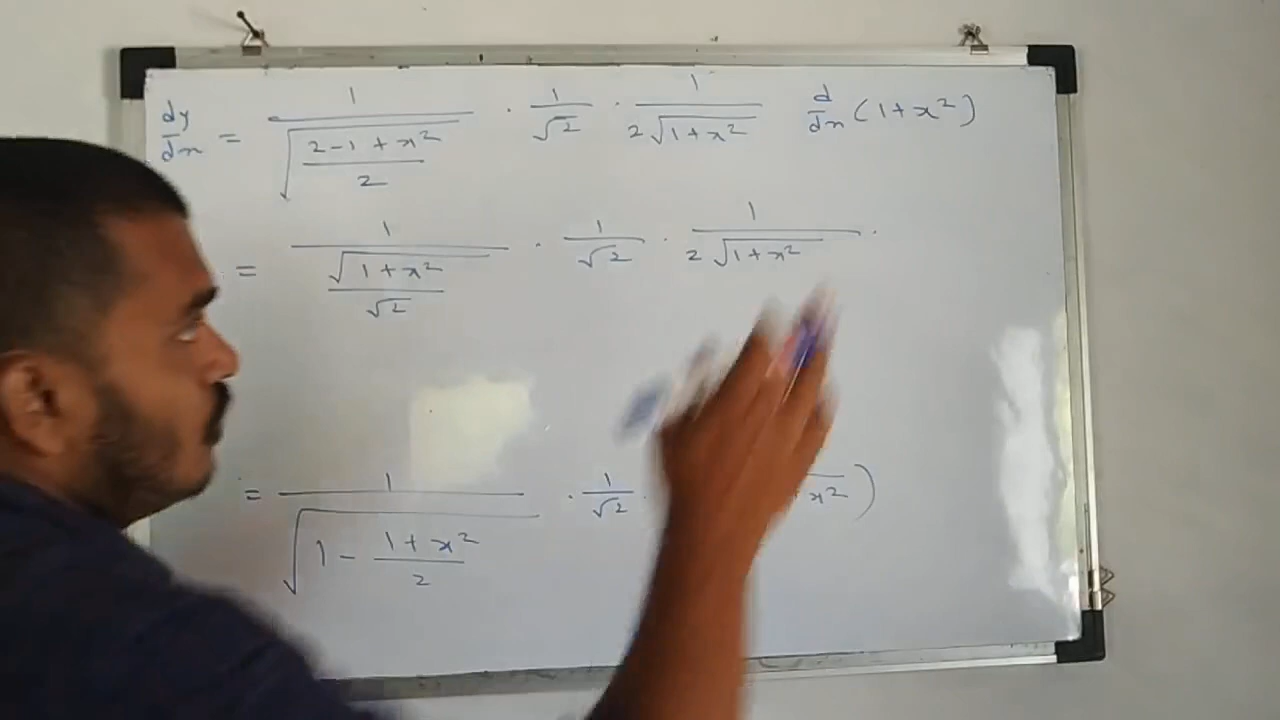 dy/dx = 1/√((2-1+x²)/2) · 1/√2 · 1/(2√(1+x²)) d/dx (1+x²)
= 1/(√(1+x²)/√2) · 1/√2 · 1/(2√(1+x²)) ·
= 1/√(1 - (1+x²)/2) · 1/√2 · x²)